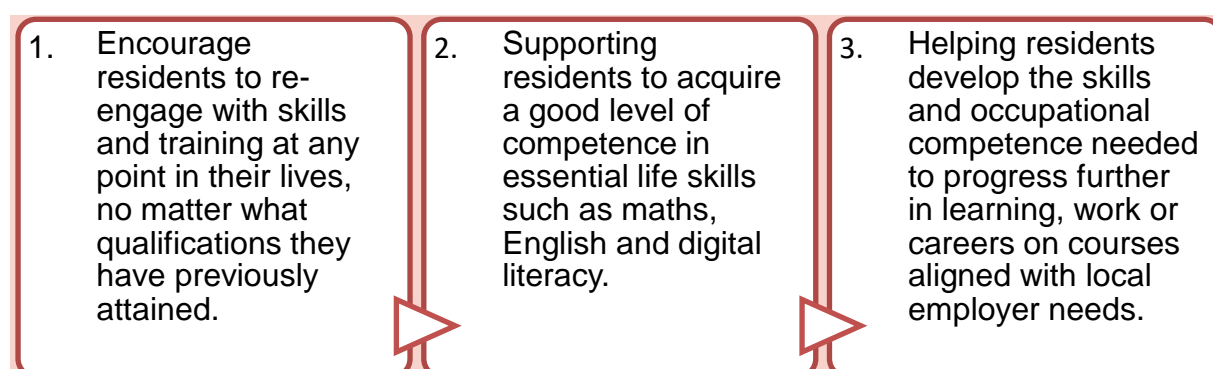 1. Encourage
residents to re-
engage with skills
and training at any
point in their lives,
no matter what
qualifications they
have previously
attained.
2. Supporting
residents to acquire
a good level of
competence in
essential life skills
such as maths,
English and digital
literacy.
3. Helping residents
develop the skills
and occupational
competence needed
to progress further
in learning, work or
careers on courses
aligned with local
employer needs.